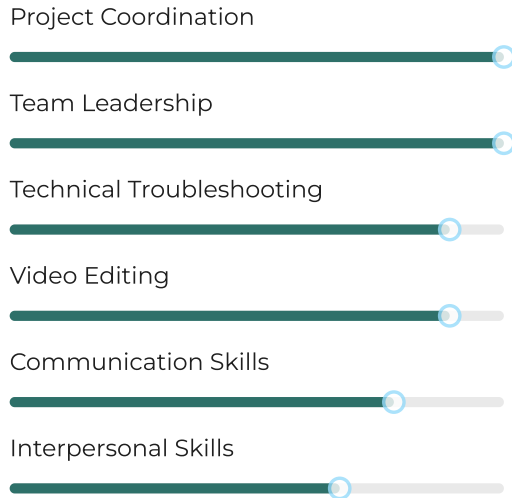 Project Coordination
Team Leadership
Technical Troubleshooting
Video Editing
Communication Skills
Interpersonal Skills